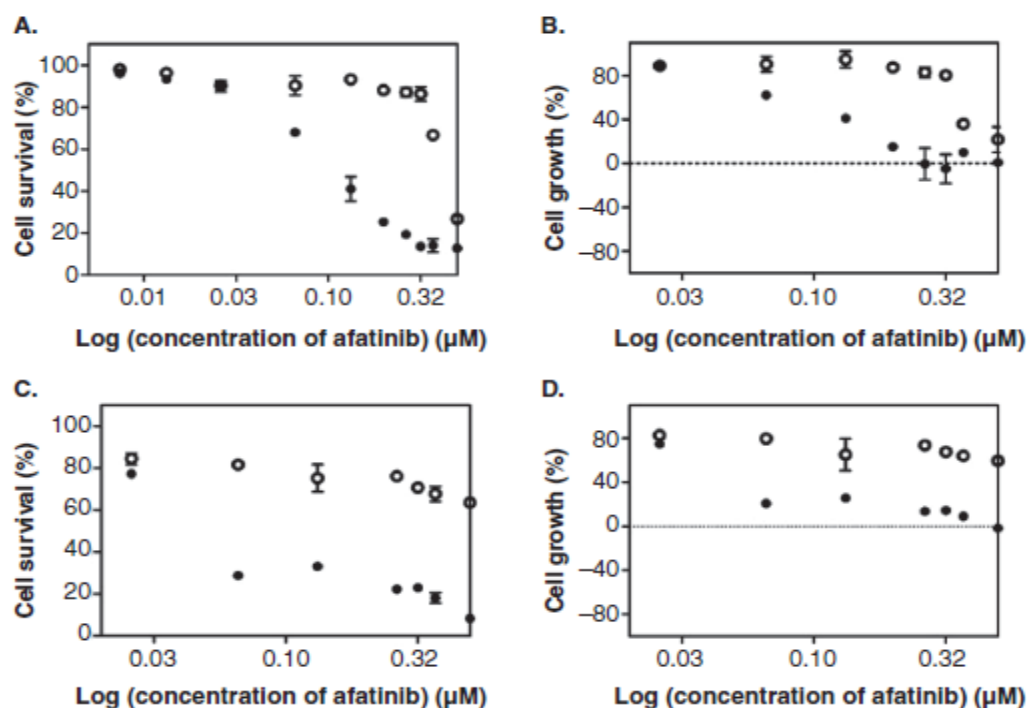 A.
Cell survival (%)
100
80
60
40
20
0
0.01 0.03 0.10 0.32
Log (concentration of afatinib) (µM)
B.
Cell growth (%)
80
40
0
–40
–80
0.03 0.10 0.32
Log (concentration of afatinib) (µM)
C.
Cell survival (%)
100
80
60
40
20
0
0.03 0.10 0.32
Log (concentration of afatinib) (µM)
D.
Cell growth (%)
80
40
0
–40
–80
0.03 0.10 0.32
Log (concentration of afatinib) (µM)